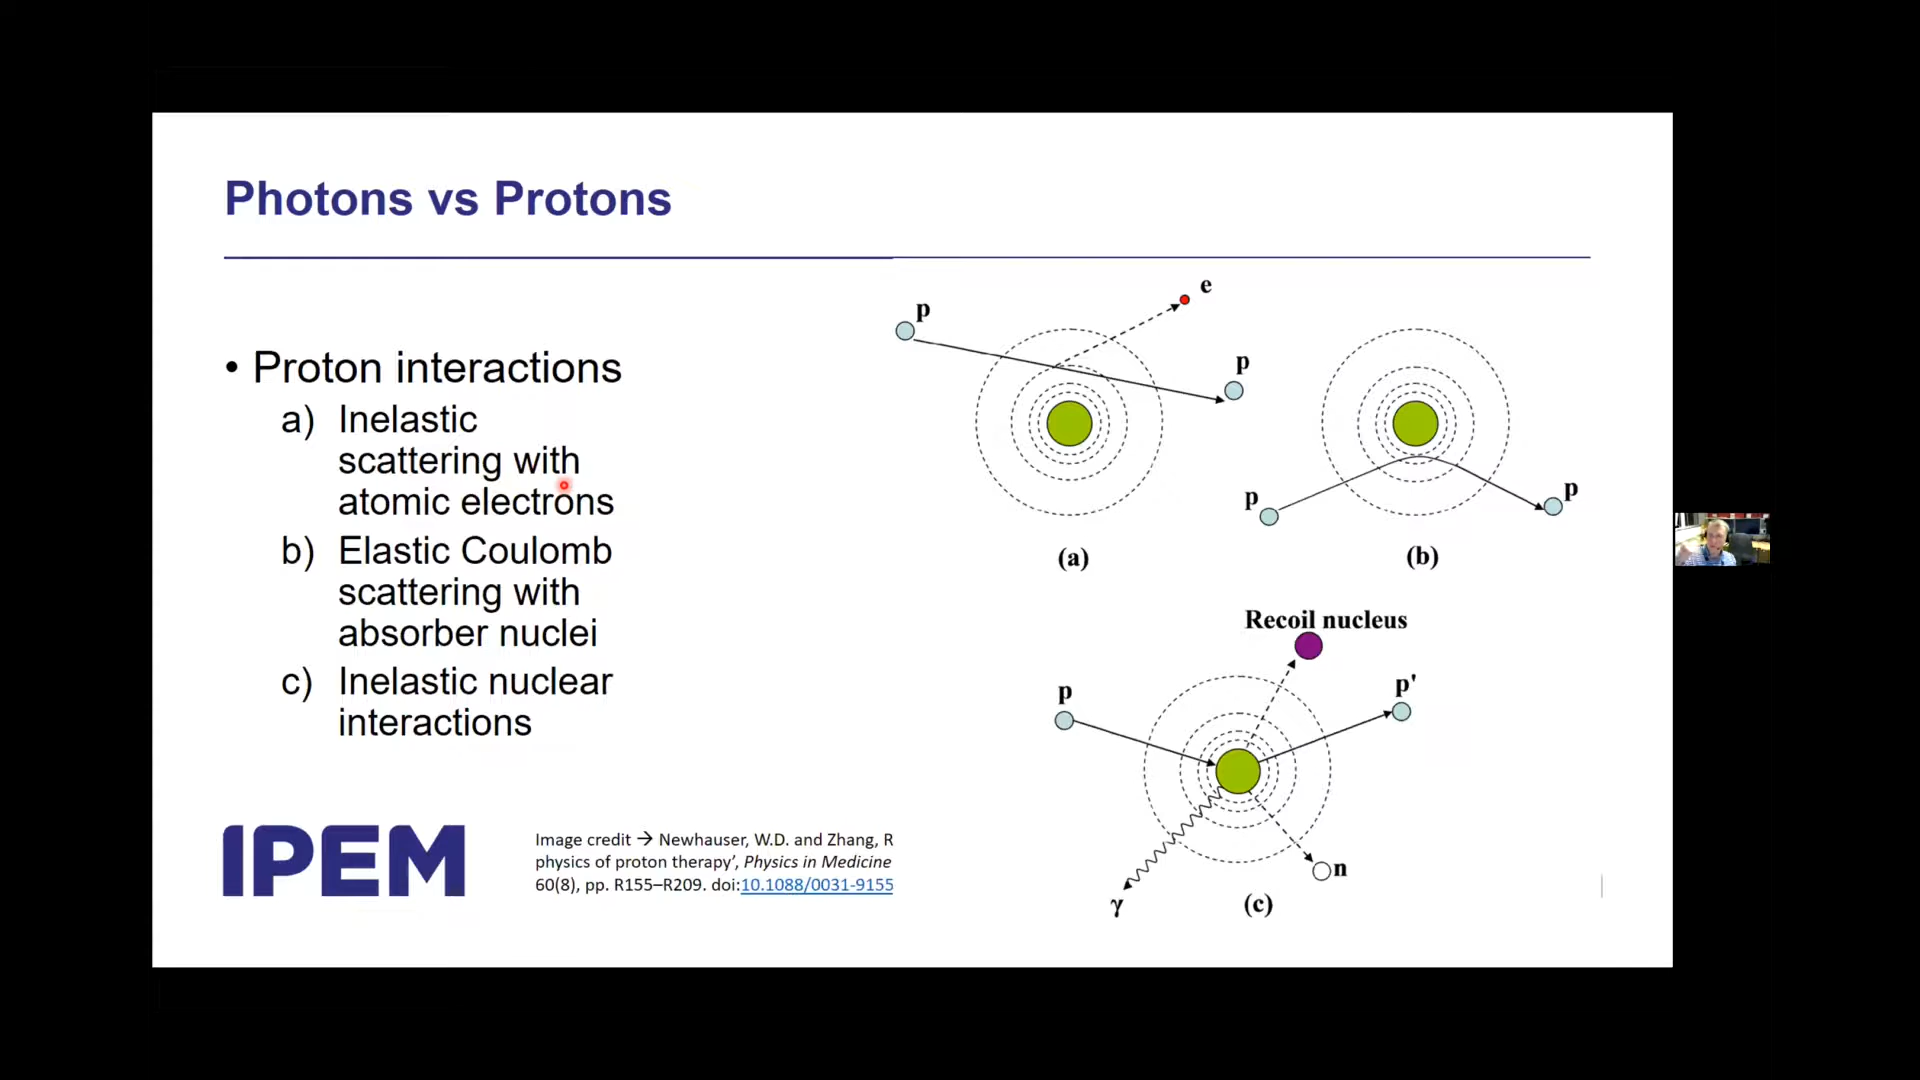 Photons vs Protons
• Proton interactions
a) Inelastic
scattering with
atomic electrons
b) Elastic Coulomb
scattering with
absorber nuclei
c) Inelastic nuclear
interactions
p
e
p
(a)
p
p
(b)
Recoil nucleus
p
p'
n
γ
(c)
IPEM
Image credit → Newhauser, W.D. and Zhang, R
physics of proton therapy’, Physics in Medicine
60(8), pp. R155–R209. doi:10.1088/0031-9155